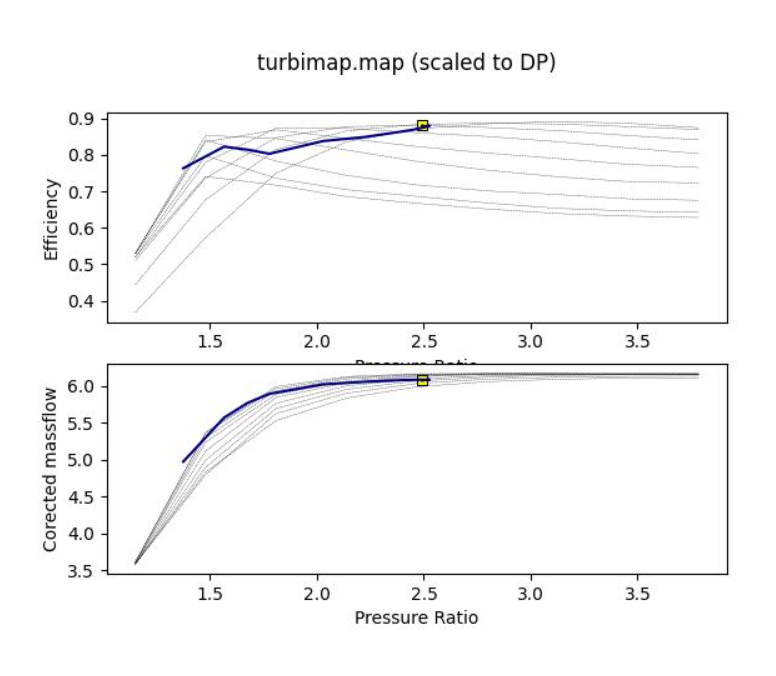 turbimap.map (scaled to DP)
0.9
0.8
0.7
0.6
0.5
0.4
Efficiency
1.5 2.0 2.5 3.0 3.5
Pressure Ratio
6.0
5.5
5.0
4.5
4.0
3.5
Corected massflow
1.5 2.0 2.5 3.0 3.5
Pressure Ratio